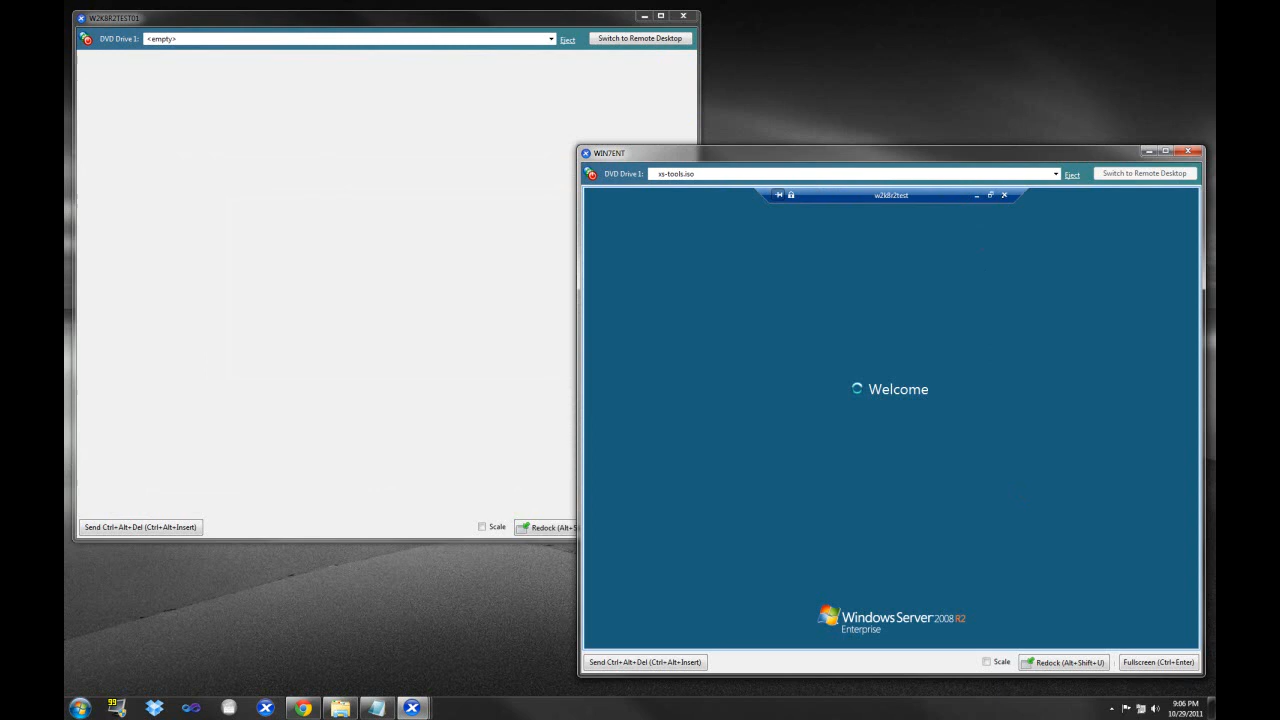 W2K8R2TEST01
DVD Drive 1: <empty> Eject Switch to Remote Desktop
WIN7ENT
DVD Drive 1: xs-tools.iso Eject Switch to Remote Desktop
w2k8r2test
Welcome
Send Ctrl+Alt+Del (Ctrl+Alt+Insert) Scale Redock (Alt+S
Windows Server 2008 R2
Enterprise
Send Ctrl+Alt+Del (Ctrl+Alt+Insert) Scale Redock (Alt+Shift+U) Fullscreen (Ctrl+Enter)
99
9:06 PM
10/29/2011